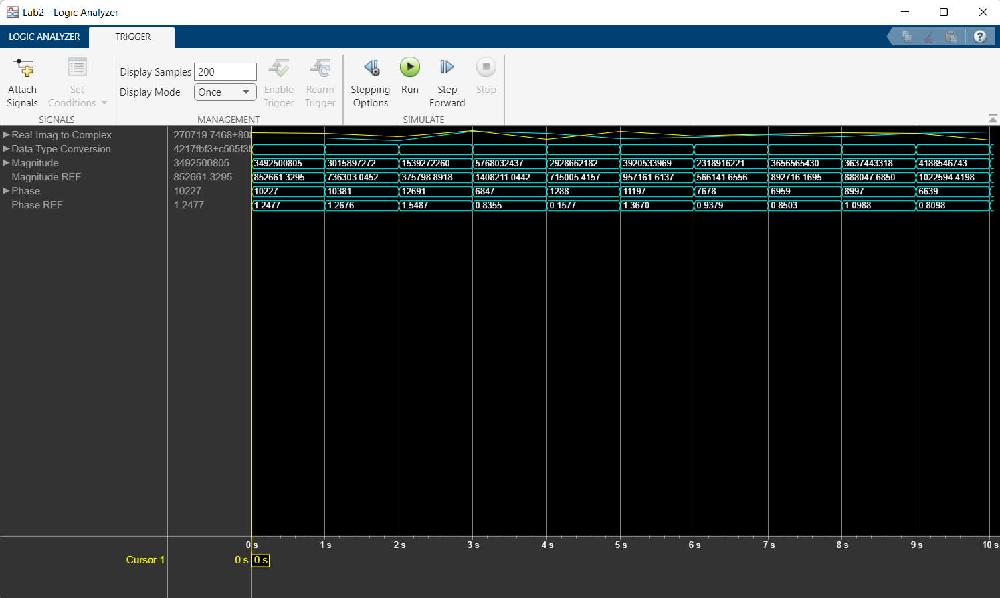 Lab2 - Logic Analyzer
LOGIC ANALYZER TRIGGER
Attach Signals
Set Conditions
SIGNALS
Display Samples 200
Display Mode Once
Enable Trigger
Rearm Trigger
MANAGEMENT
Stepping Options
Run
Step Forward
Stop
SIMULATE
Real-Imag to Complex 270719.7468+80
Data Type Conversion 4217fbf3+c565f3
Magnitude 3492500805 3492500805 3015897272 1539272260 5768032437 2928662182 3920533969 2318916221 3656565430 3637443318 4188546743
Magnitude REF 852661.3295 852661.3295 736303.0452 375798.8918 1408211.0442 715005.4157 957161.6137 566141.6556 892716.1695 888047.6850 1022594.4198
Phase 10227 10227 10381 12691 6847 1288 11197 7678 6959 8997 6639
Phase REF 1.2477 1.2477 1.2676 1.5487 0.8355 0.1577 1.3670 0.9379 0.8503 1.0988 0.8098
0 s 1 s 2 s 3 s 4 s 5 s 6 s 7 s 8 s 9 s 10 s
Cursor 1 0 s 0 s